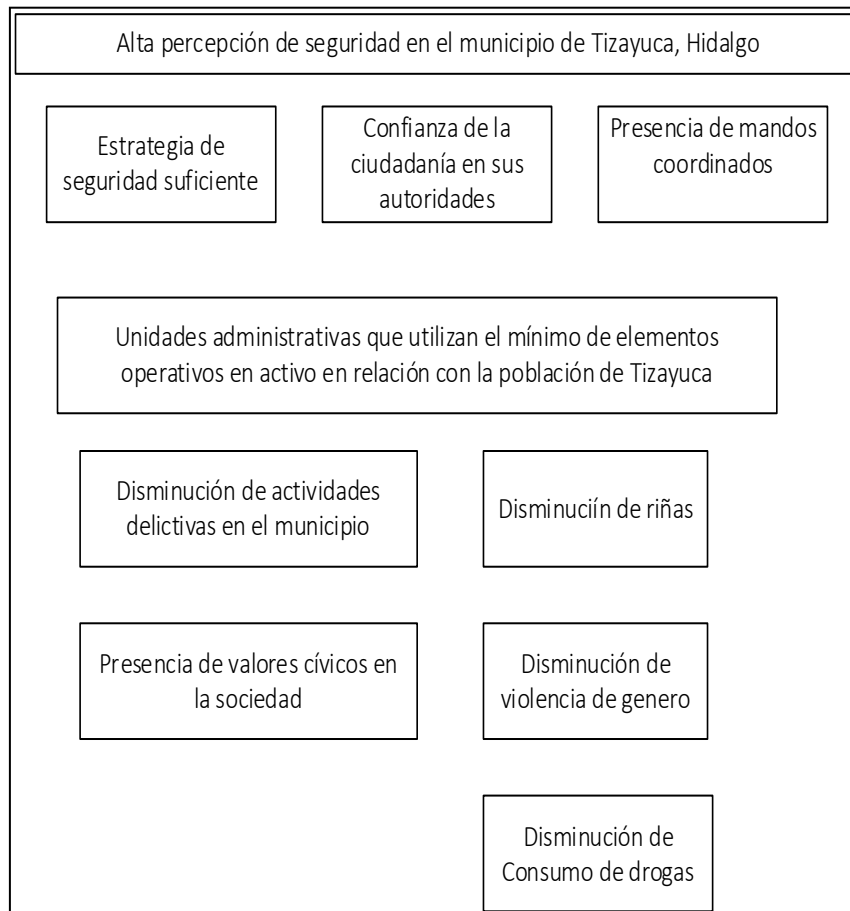 Alta percepción de seguridad en el municipio de Tizayuca, Hidalgo
Estrategia de
seguridad suficiente
Confianza de la
ciudadanía en sus
autoridades
Presencia de mandos
coordinados
Unidades administrativas que utilizan el mínimo de elementos
operativos en activo en relación con la población de Tizayuca
Disminución de actividades
delictivas en el municipio
Disminuciín de riñas
Presencia de valores cívicos en
la sociedad
Disminución de
violencia de genero
Disminución de
Consumo de drogas